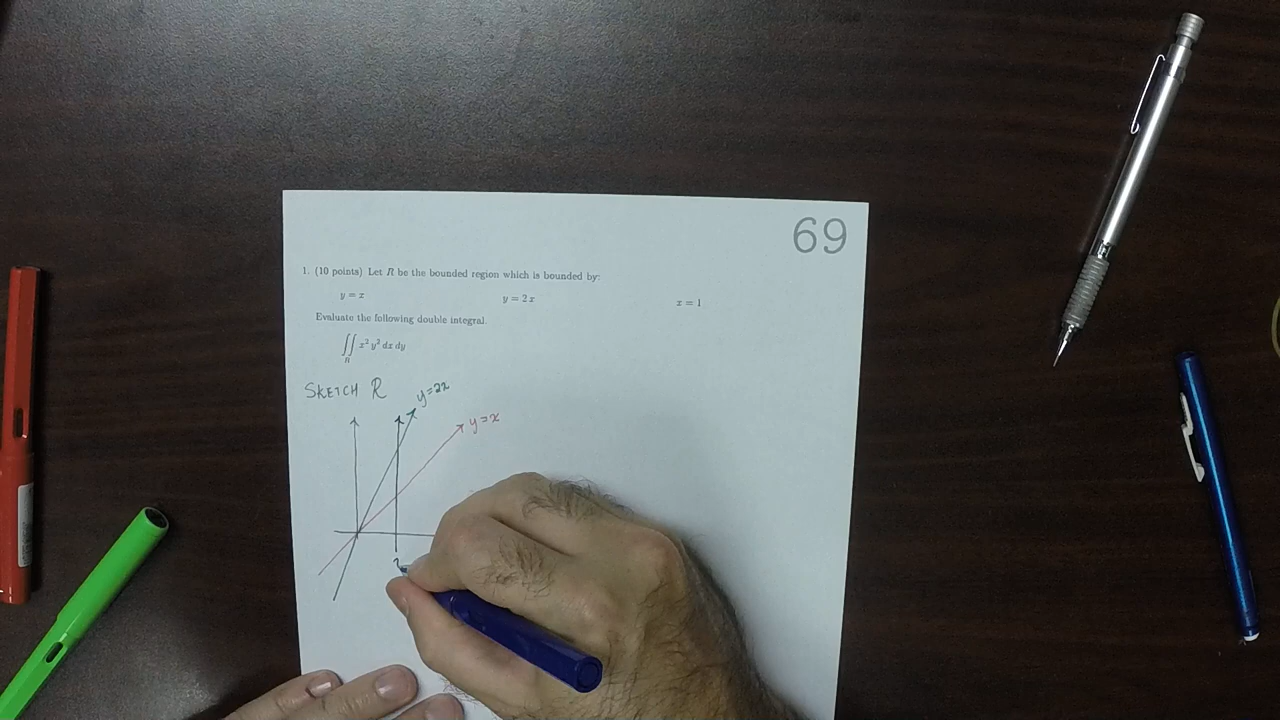 69
1. (10 points) Let R be the bounded region which is bounded by:
y = x y = 2x x = 1
Evaluate the following double integral.
∬R x²y² dx dy
SKETCH R
y=2x
y=x